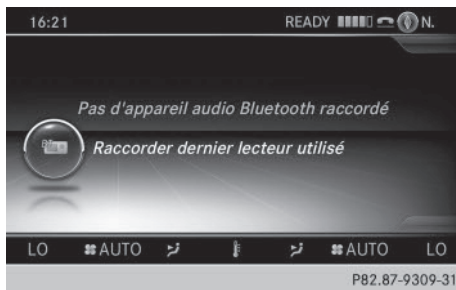 16:21 READY N.
Pas d'appareil audio Bluetooth raccordé
Raccorder dernier lecteur utilisé
LO AUTO AUTO LO
P82.87-9309-31